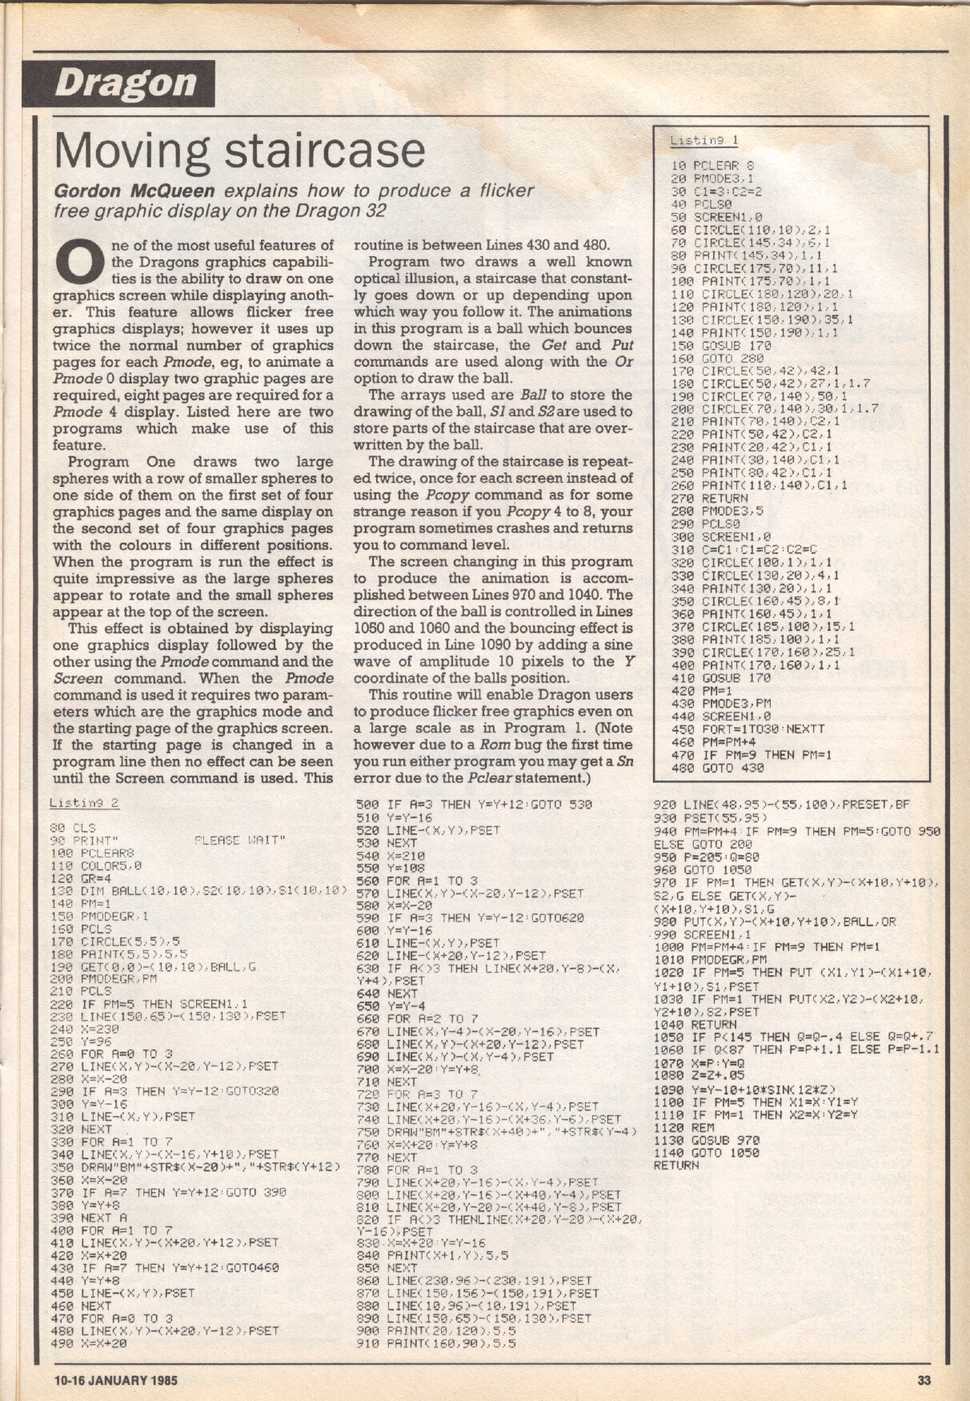 Dragon
Moving staircase
Gordon McQueen explains how to produce a flicker
free graphic display on the Dragon 32
One of the most useful features of
the Dragons graphics capabili-
ties is the ability to draw on one
graphics screen while displaying anoth-
er. This feature allows flicker free
graphics displays; however it uses up
twice the normal number of graphics
pages for each Pmode, eg, to animate a
Pmode 0 display two graphic pages are
required, eight pages are required for a
Pmode 4 display. Listed here are two
programs which make use of this
feature.
Program One draws two large
spheres with a row of smaller spheres to
one side of them on the first set of four
graphics pages and the same display on
the second set of four graphics pages
with the colours in different positions.
When the program is run the effect is
quite impressive as the large spheres
appear to rotate and the small spheres
appear at the top of the screen.
This effect is obtained by displaying
one graphics display followed by the
other using the Pmode command and the
Screen command. When the Pmode
command is used it requires two param-
eters which are the graphics mode and
the starting page of the graphics screen.
If the starting page is changed in a
program line then no effect can be seen
until the Screen command is used. This
routine is between Lines 430 and 480.
Program two draws a well known
optical illusion, a staircase that constant-
ly goes down or up depending upon
which way you follow it. The animations
in this program is a ball which bounces
down the staircase, the Get and Put
commands are used along with the Or
option to draw the ball.
The arrays used are Ball to store the
drawing of the ball, S1 and S2 are used to
store parts of the staircase that are over-
written by the ball.
The drawing of the staircase is repeat-
ed twice, once for each screen instead of
using the Pcopy command as for some
strange reason if you Pcopy 4 to 8, your
program sometimes crashes and returns
you to command level.
The screen changing in this program
to produce the animation is accom-
plished between Lines 970 and 1040. The
direction of the ball is controlled in Lines
1050 and 1060 and the bouncing effect is
produced in Line 1090 by adding a sine
wave of amplitude 10 pixels to the Y
coordinate of the balls position.
This routine will enable Dragon users
to produce flicker free graphics even on
a large scale as in Program 1. (Note
however due to a Rom bug the first time
you run either program you may get a Sn
error due to the Pclear statement.)
Listing 1
10 PCLEAR 8
20 PMODE3,1
30 C1=3:C2=2
40 PCLS0
50 SCREEN1,0
60 CIRCLE(110,10),2,1
70 CIRCLE(145,34),6,1
80 PAINT(145,34),1,1
90 CIRCLE(175,70),11,1
100 PAINT(175,70),1,1
110 CIRCLE(180,120),20,1
120 PAINT(180,120),1,1
130 CIRCLE(150,190),35,1
140 PAINT(150,190),1,1
150 GOSUB 170
160 GOTO 280
170 CIRCLE(50,42),42,1
180 CIRCLE(50,42),27,1,1.7
190 CIRCLE(70,140),50,1
200 CIRCLE(70,140),30,1,1.7
210 PAINT(70,140),C2,1
220 PAINT(50,42),C2,1
230 PAINT(20,42),C1,1
240 PAINT(30,140),C1,1
250 PAINT(80,42),C1,1
260 PAINT(110,140),C1,1
270 RETURN
280 PMODE3,5
290 PCLS0
300 SCREEN1,0
310 C=C1:C1=C2:C2=C
320 CIRCLE(100,1),1,1
330 CIRCLE(130,20),4,1
340 PAINT(130,20),1,1
350 CIRCLE(160,45),8,1
360 PAINT(160,45),1,1
370 CIRCLE(185,100),15,1
380 PAINT(185,100),1,1
390 CIRCLE(170,160),25,1
400 PAINT(170,160),1,1
410 GOSUB 170
420 PM=1
430 PMODE3,PM
440 SCREEN1,0
450 FORT=1TO30:NEXTT
460 PM=PM+4
470 IF PM=9 THEN PM=1
480 GOTO 430
Listing 2
80 CLS
90 PRINT"          PLEASE WAIT"
100 PCLEAR8
110 COLOR5,0
120 GR=4
130 DIM BALL(10,10),S2(10,10),S1(10,10)
140 PM=1
150 PMODEGR,1
160 PCLS
170 CIRCLE(5,5),5
180 PAINT(5,5),5,5
190 GET(0,0)-(10,10),BALL,G
200 PMODEGR,PM
210 PCLS
220 IF PM=5 THEN SCREEN1,1
230 LINE(150,65)-(150,130),PSET
240 X=230
250 Y=96
260 FOR A=0 TO 3
270 LINE(X,Y)-(X-20,Y-12),PSET
280 X=X-20
290 IF A=3 THEN Y=Y-12:GOTO320
300 Y=Y-16
310 LINE-(X,Y),PSET
320 NEXT
330 FOR A=1 TO 7
340 LINE(X,Y)-(X-16,Y+10),PSET
350 DRAW"BM"+STR$(X-20)+","+STR$(Y+12)
360 X=X-20
370 IF A=7 THEN Y=Y+12:GOTO 390
380 Y=Y+8
390 NEXT A
400 FOR A=1 TO 7
410 LINE(X,Y)-(X+20,Y+12),PSET
420 X=X+20
430 IF A=7 THEN Y=Y+12:GOTO460
440 Y=Y+8
450 LINE-(X,Y),PSET
460 NEXT
470 FOR A=0 TO 3
480 LINE(X,Y)-(X+20,Y-12),PSET
490 X=X+20
500 IF A=3 THEN Y=Y+12:GOTO 530
510 Y=Y-16
520 LINE-(X,Y),PSET
530 NEXT
540 X=210
550 Y=108
560 FOR A=1 TO 3
570 LINE(X,Y)-(X-20,Y-12),PSET
580 X=X-20
590 IF A=3 THEN Y=Y-12:GOTO620
600 Y=Y-16
610 LINE-(X,Y),PSET
620 LINE-(X+20,Y-12),PSET
630 IF A<>3 THEN LINE(X+20,Y-8)-(X,
Y+4),PSET
640 NEXT
650 Y=Y-4
660 FOR A=2 TO 7
670 LINE(X,Y-4)-(X-20,Y-16),PSET
680 LINE(X,Y)-(X+20,Y-12),PSET
690 LINE(X,Y)-(X,Y-4),PSET
700 X=X-20:Y=Y+8
710 NEXT
720 FOR A=3 TO 7
730 LINE(X+20,Y-16)-(X,Y-4),PSET
740 LINE(X+20,Y-16)-(X+36,Y-6),PSET
750 DRAW"BM"+STR$(X+40)+","+STR$(Y-4)
760 X=X+20:Y=Y+8
770 NEXT
780 FOR A=1 TO 3
790 LINE(X+20,Y-16)-(X,Y-4),PSET
800 LINE(X+20,Y-16)-(X+40,Y-4),PSET
810 LINE(X+20,Y-20)-(X+40,Y-8),PSET
820 IF A<>3 THENLINE(X+20,Y-20)-(X+20,
Y-16),PSET
830 X=X+20:Y=Y-16
840 PAINT(X+1,Y),5,5
850 NEXT
860 LINE(230,96)-(230,191),PSET
870 LINE(150,156)-(150,191),PSET
880 LINE(10,96)-(10,191),PSET
890 LINE(150,65)-(150,130),PSET
900 PAINT(20,120),5,5
910 PAINT(160,90),5,5
920 LINE(48,95)-(55,100),PRESET,BF
930 PSET(55,95)
940 PM=PM+4:IF PM=9 THEN PM=5:GOTO 950
ELSE GOTO 200
950 P=205:Q=80
960 GOTO 1050
970 IF PM=1 THEN GET(X,Y)-(X+10,Y+10),
S2,G ELSE GET(X,Y)-
(X+10,Y+10),S1,G
980 PUT(X,Y)-(X+10,Y+10),BALL,OR
990 SCREEN1,1
1000 PM=PM+4:IF PM=9 THEN PM=1
1010 PMODEGR,PM
1020 IF PM=5 THEN PUT (X1,Y1)-(X1+10,
Y1+10),S1,PSET
1030 IF PM=1 THEN PUT(X2,Y2)-(X2+10,
Y2+10),S2,PSET
1040 RETURN
1050 IF P<145 THEN Q=Q-.4 ELSE Q=Q+.7
1060 IF Q<87 THEN P=P+1.1 ELSE P=P-1.1
1070 X=P:Y=Q
1080 Z=Z+.05
1090 Y=Y-10+10*SIN(12*Z)
1100 IF PM=5 THEN X1=X:Y1=Y
1110 IF PM=1 THEN X2=X:Y2=Y
1120 REM
1130 GOSUB 970
1140 GOTO 1050
RETURN
10-16 JANUARY 1985
33